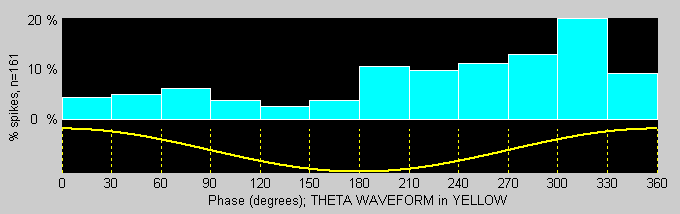 20 %
10 %
0 %
% spikes, n=161
0 30 60 90 120 150 180 210 240 270 300 330 360
Phase (degrees); THETA WAVEFORM in YELLOW